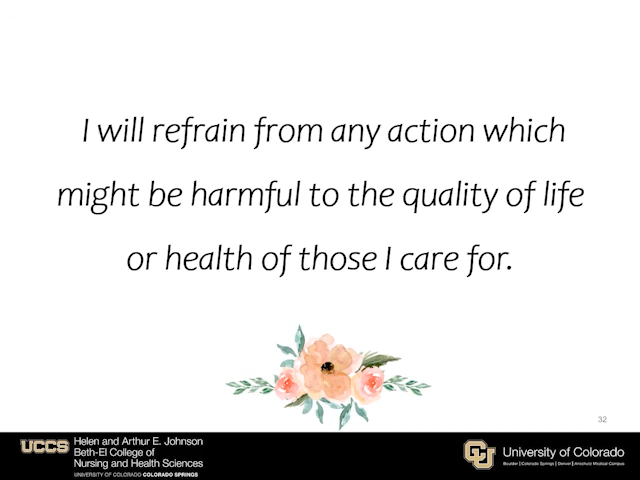 I will refrain from any action which
might be harmful to the quality of life
or health of those I care for.
32
UCCS
Helen and Arthur E. Johnson
Beth-El College of
Nursing and Health Sciences
UNIVERSITY OF COLORADO COLORADO SPRINGS
CU
University of Colorado
Boulder | Colorado Springs | Denver | Anschutz Medical Campus